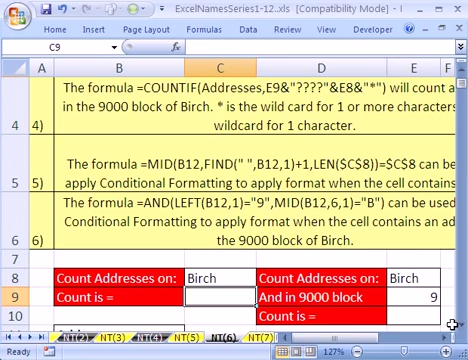 ExcelNamesSeries1-12..xls [Compatibility Mode] -
Home Insert Page Layout Formulas Data Review View Developer
C9 fx
A B C D E F
The formula =COUNTIF(Addresses,E9&"????"&E8&"*") will count a
in the 9000 block of Birch. * is the wild card for 1 or more characters
4 4) wildcard for 1 character.
The formula =MID(B12,FIND(" ",B12,1)+1,LEN($C$8))=$C$8 can be
5 5) apply Conditional Formatting to apply format when the cell contains
The formula =AND(LEFT(B12,1)="9",MID(B12,6,1)="B") can be used
Conditional Formatting to apply format when the cell contains an ad
6 6) the 9000 block of Birch.
7
8 Count Addresses on: Birch Count Addresses on: Birch
9 Count is = And in 9000 block 9
10 Count is =
NT(2) NT(3) NT(4) NT(5) NT(6) NT(7)
Ready 127%